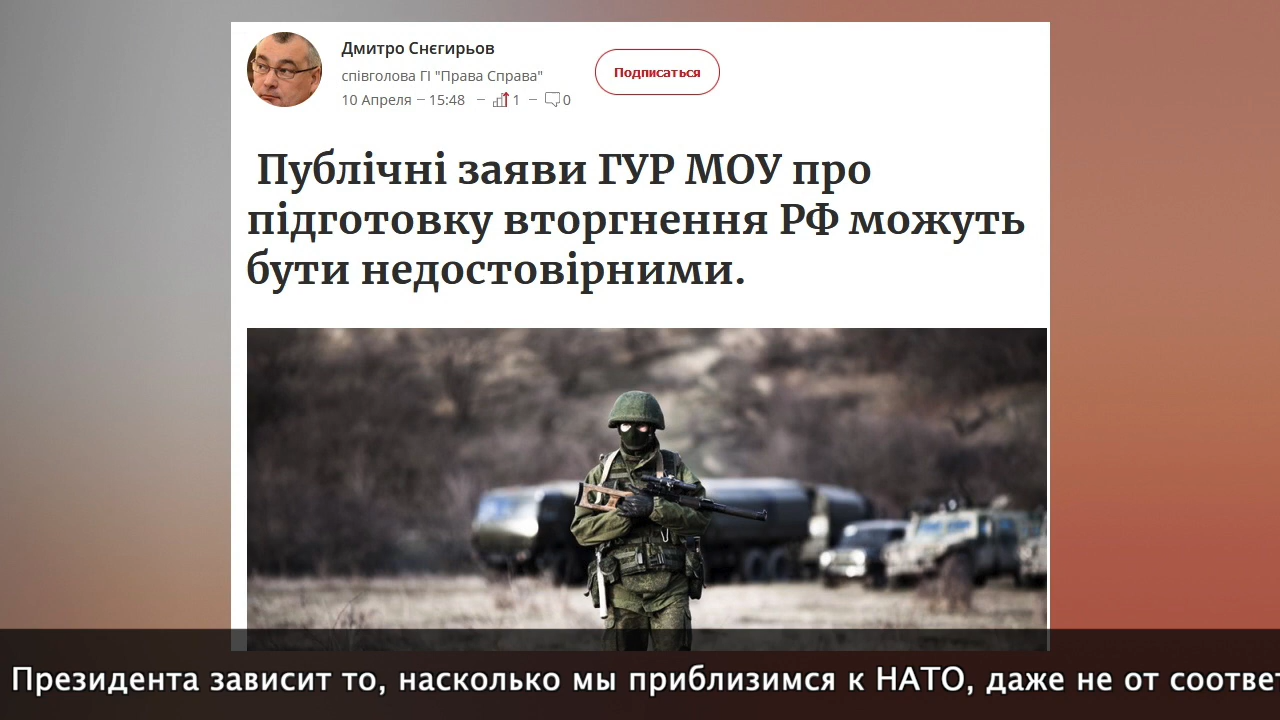 Дмитро Снєгирьов
співголова ГІ "Права Справа"
10 Апреля – 15:48 – 1 – 0
Подписаться
Публічні заяви ГУР МОУ про
підготовку вторгнення РФ можуть
бути недостовірними.
Президента зависит то, насколько мы приблизимся к НАТО, даже не от соответ